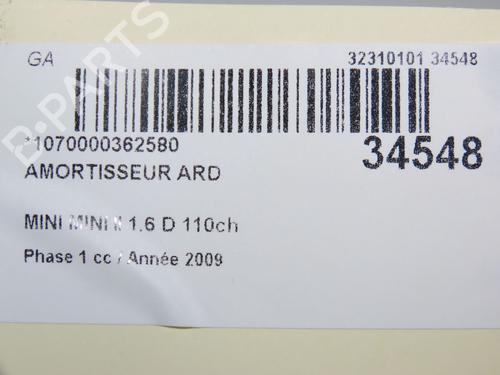 GA 32310101 34548
*1070000362580 34548
AMORTISSEUR ARD
MINI MINI II 1.6 D 110ch
Phase 1 cc / Année 2009
B-PARTS